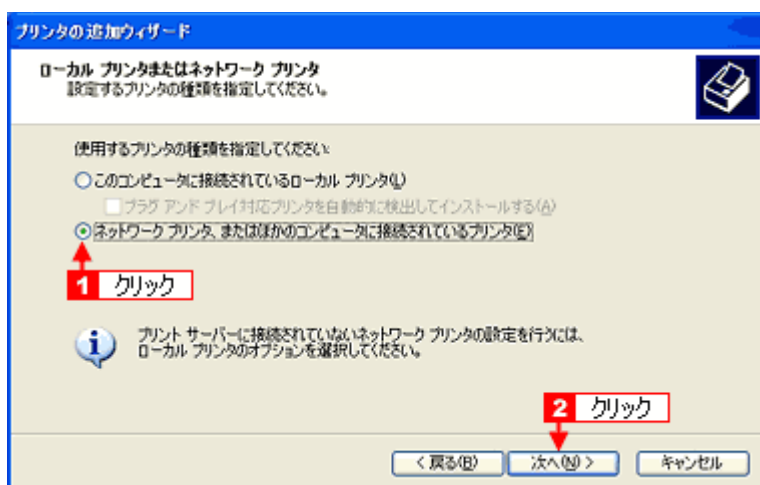 プリンタの追加ウィザード
ローカル プリンタまたはネットワーク プリンタ
設定するプリンタの種類を指定してください。
使用するプリンタの種類を指定してください:
このコンピュータに接続されているローカル プリンタ(L)
プラグ アンド プレイ対応プリンタを自動的に検出してインストールする(A)
ネットワーク プリンタ、またはほかのコンピュータに接続されているプリンタ(E)
1 クリック
プリント サーバーに接続されていないネットワーク プリンタの設定を行うには、
ローカル プリンタのオプションを選択してください。
2 クリック
< 戻る(B) 次へ(N) > キャンセル